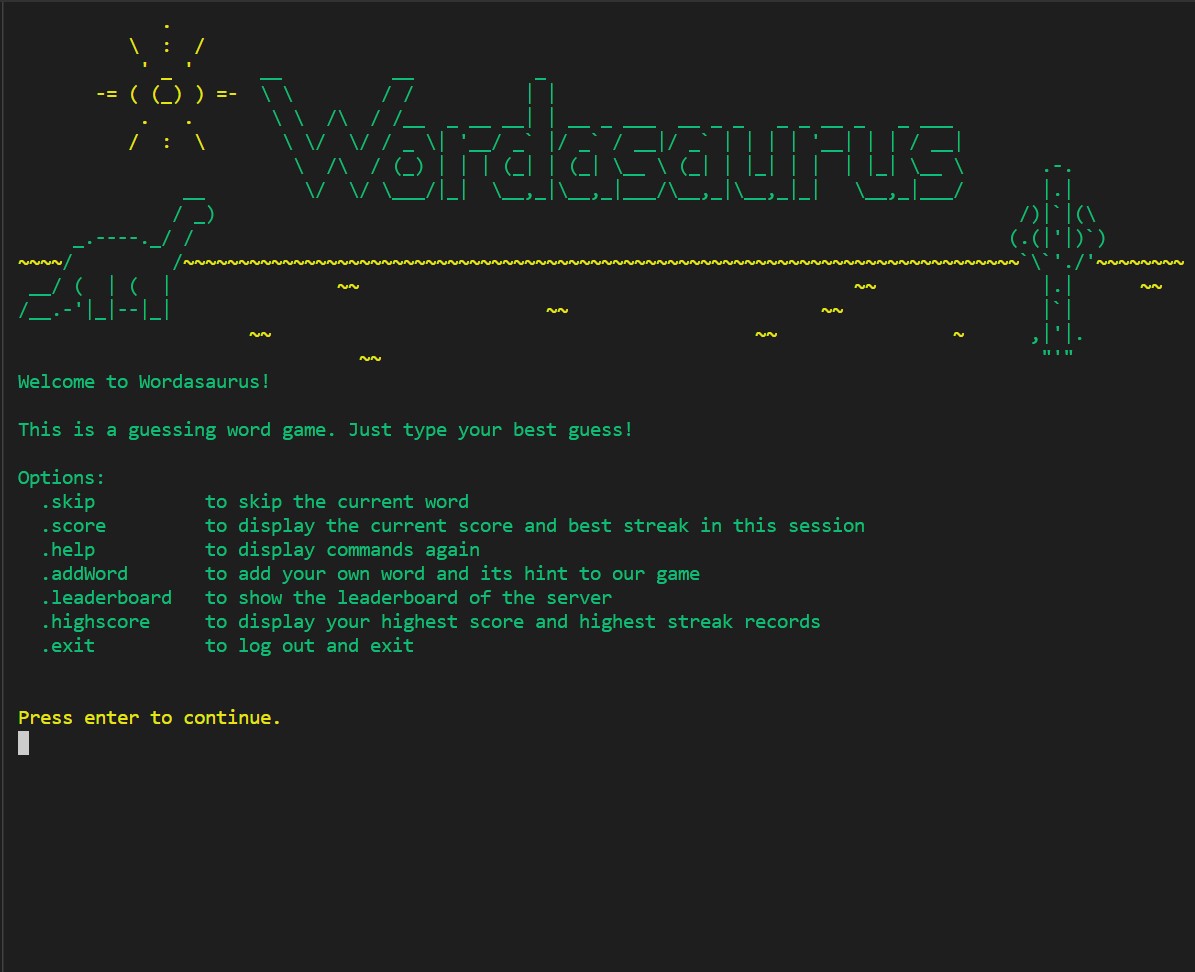 Wordasaurus
Welcome to Wordasaurus!
This is a guessing word game. Just type your best guess!
Options:
.skip to skip the current word
.score to display the current score and best streak in this session
.help to display commands again
.addWord to add your own word and its hint to our game
.leaderboard to show the leaderboard of the server
.highscore to display your highest score and highest streak records
.exit to log out and exit
Press enter to continue.